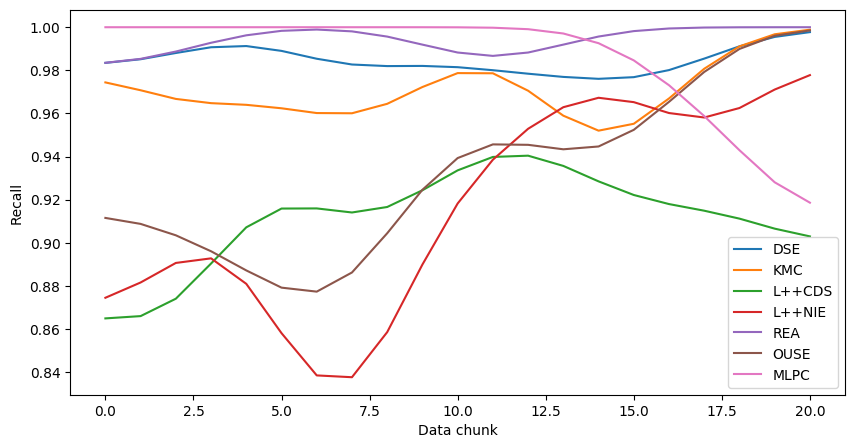 1.00
0.98
0.96
0.94
0.92
0.90
0.88
0.86
0.84
Recall
0.0 2.5 5.0 7.5 10.0 12.5 15.0 17.5 20.0
Data chunk
DSE
KMC
L++CDS
L++NIE
REA
OUSE
MLPC